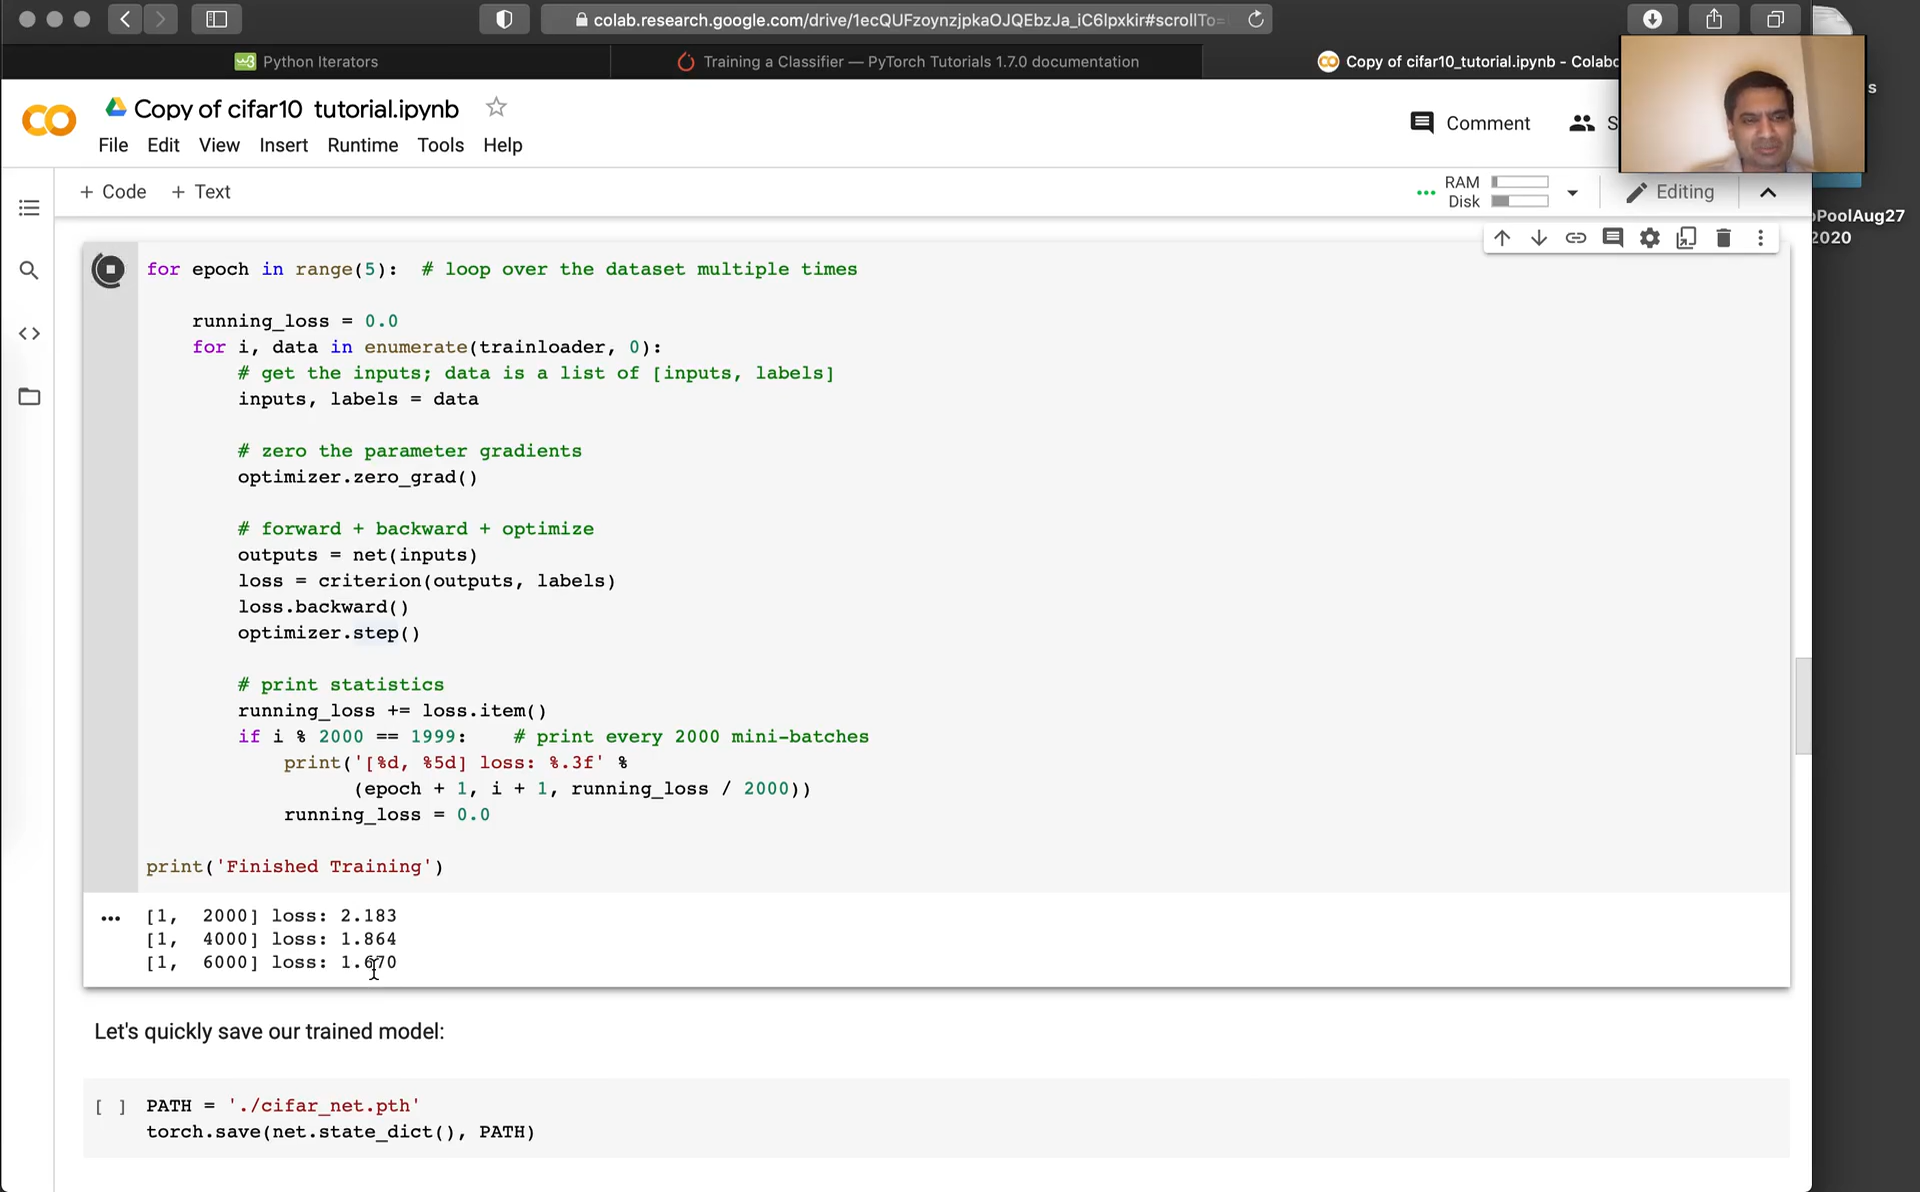 colab.research.google.com/drive/1ecQUFzoynzjpkaOJQEbzJa_iC6lpxkir#scrollTo=
Python Iterators
Training a Classifier — PyTorch Tutorials 1.7.0 documentation
Copy of cifar10_tutorial.ipynb - Colabo
s
Copy of cifar10 tutorial.ipynb
Comment
S
File Edit View Insert Runtime Tools Help
+ Code + Text
RAM
Disk
Editing
oPoolAug27
2020
for epoch in range(5):  # loop over the dataset multiple times
running_loss = 0.0
for i, data in enumerate(trainloader, 0):
# get the inputs; data is a list of [inputs, labels]
inputs, labels = data
# zero the parameter gradients
optimizer.zero_grad()
# forward + backward + optimize
outputs = net(inputs)
loss = criterion(outputs, labels)
loss.backward()
optimizer.step()
# print statistics
running_loss += loss.item()
if i % 2000 == 1999:    # print every 2000 mini-batches
print('[%d, %5d] loss: %.3f' %
(epoch + 1, i + 1, running_loss / 2000))
running_loss = 0.0
print('Finished Training')
[1,  2000] loss: 2.183
[1,  4000] loss: 1.864
[1,  6000] loss: 1.670
Let's quickly save our trained model:
[ ] PATH = './cifar_net.pth'
torch.save(net.state_dict(), PATH)